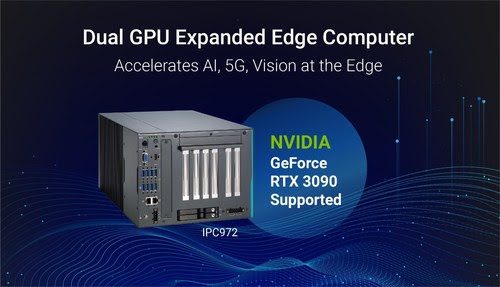 Dual GPU Expanded Edge Computer
Accelerates AI, 5G, Vision at the Edge
NVIDIA
GeForce
RTX 3090
Supported
IPC972